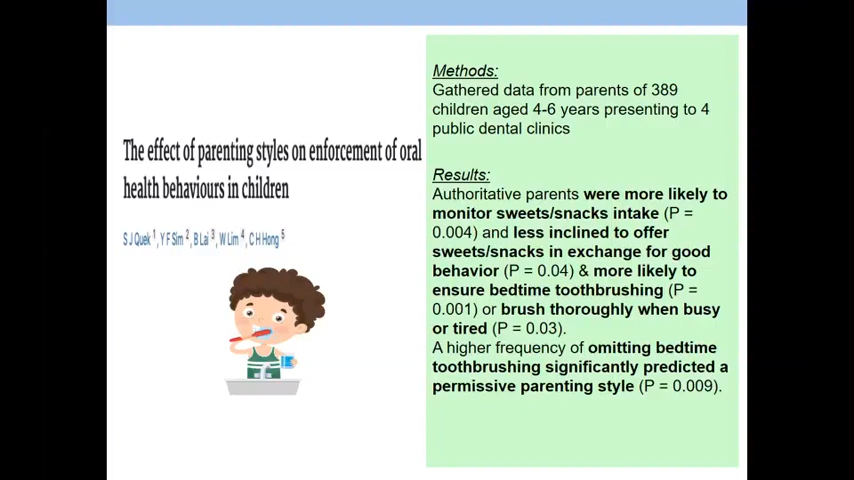 The effect of parenting styles on enforcement of oral
health behaviours in children
S J Quek 1, Y F Sim 2, B Lai 3, W Lim 4, C H Hong 5
Methods:
Gathered data from parents of 389
children aged 4-6 years presenting to 4
public dental clinics
Results:
Authoritative parents were more likely to
monitor sweets/snacks intake (P =
0.004) and less inclined to offer
sweets/snacks in exchange for good
behavior (P = 0.04) & more likely to
ensure bedtime toothbrushing (P =
0.001) or brush thoroughly when busy
or tired (P = 0.03).
A higher frequency of omitting bedtime
toothbrushing significantly predicted a
permissive parenting style (P = 0.009).